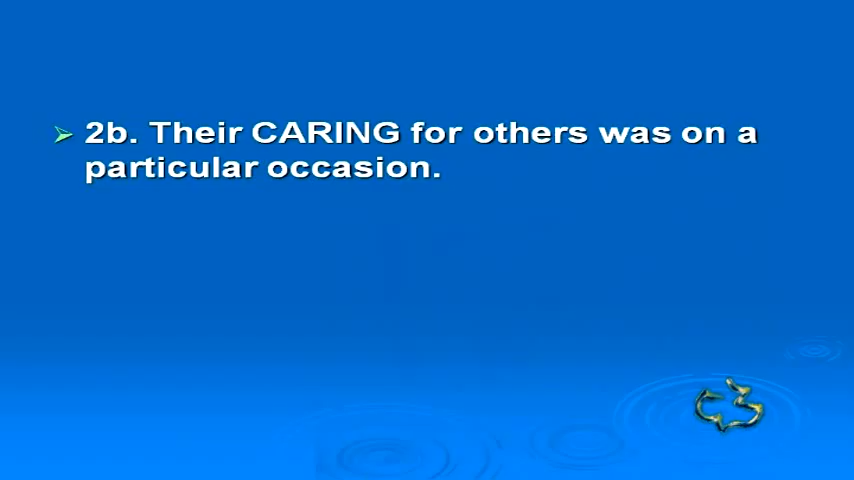 2b. Their CARING for others was on a
particular occasion.